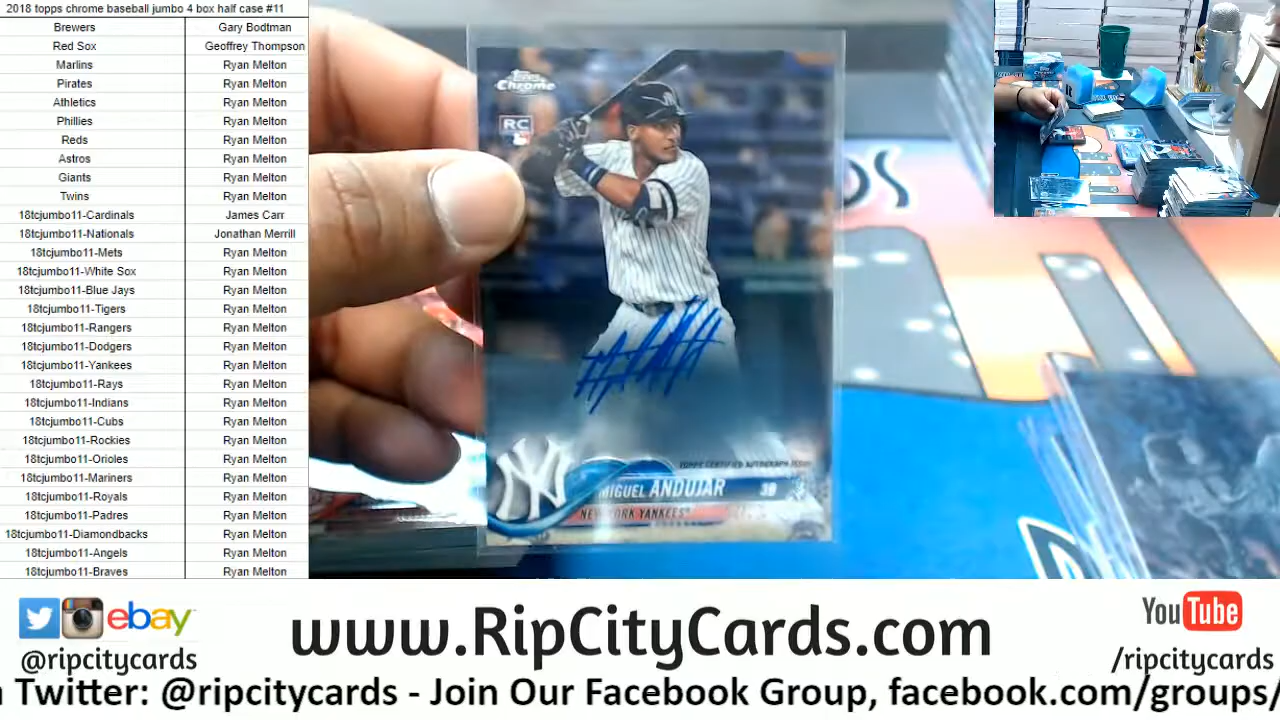 2018 topps chrome baseball jumbo 4 box half case #11
Brewers Gary Bodtman
Red Sox Geoffrey Thompson
Marlins Ryan Melton
Pirates Ryan Melton
Athletics Ryan Melton
Phillies Ryan Melton
Reds Ryan Melton
Astros Ryan Melton
Giants Ryan Melton
Twins Ryan Melton
18tcjumbo11-Cardinals James Carr
18tcjumbo11-Nationals Jonathan Merrill
18tcjumbo11-Mets Ryan Melton
18tcjumbo11-White Sox Ryan Melton
18tcjumbo11-Blue Jays Ryan Melton
18tcjumbo11-Tigers Ryan Melton
18tcjumbo11-Rangers Ryan Melton
18tcjumbo11-Dodgers Ryan Melton
18tcjumbo11-Yankees Ryan Melton
18tcjumbo11-Rays Ryan Melton
18tcjumbo11-Indians Ryan Melton
18tcjumbo11-Cubs Ryan Melton
18tcjumbo11-Rockies Ryan Melton
18tcjumbo11-Orioles Ryan Melton
18tcjumbo11-Mariners Ryan Melton
18tcjumbo11-Royals Ryan Melton
18tcjumbo11-Padres Ryan Melton
18tcjumbo11-Diamondbacks Ryan Melton
18tcjumbo11-Angels Ryan Melton
18tcjumbo11-Braves Ryan Melton
Topps
Chrome
RC
TOPPS CERTIFIED AUTOGRAPH ISSUE
MIGUEL ANDUJAR 3B
NEW YORK YANKEES
NY
ebay
@ripcitycards
www.RipCityCards.com
YouTube
/ripcitycards
n Twitter: @ripcitycards - Join Our Facebook Group, facebook.com/groups/